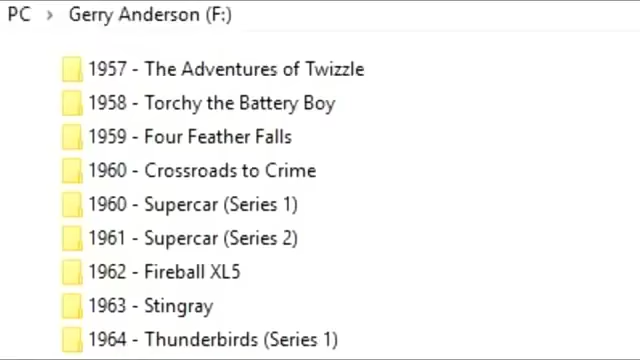 PC > Gerry Anderson (F:)
1957 - The Adventures of Twizzle
1958 - Torchy the Battery Boy
1959 - Four Feather Falls
1960 - Crossroads to Crime
1960 - Supercar (Series 1)
1961 - Supercar (Series 2)
1962 - Fireball XL5
1963 - Stingray
1964 - Thunderbirds (Series 1)